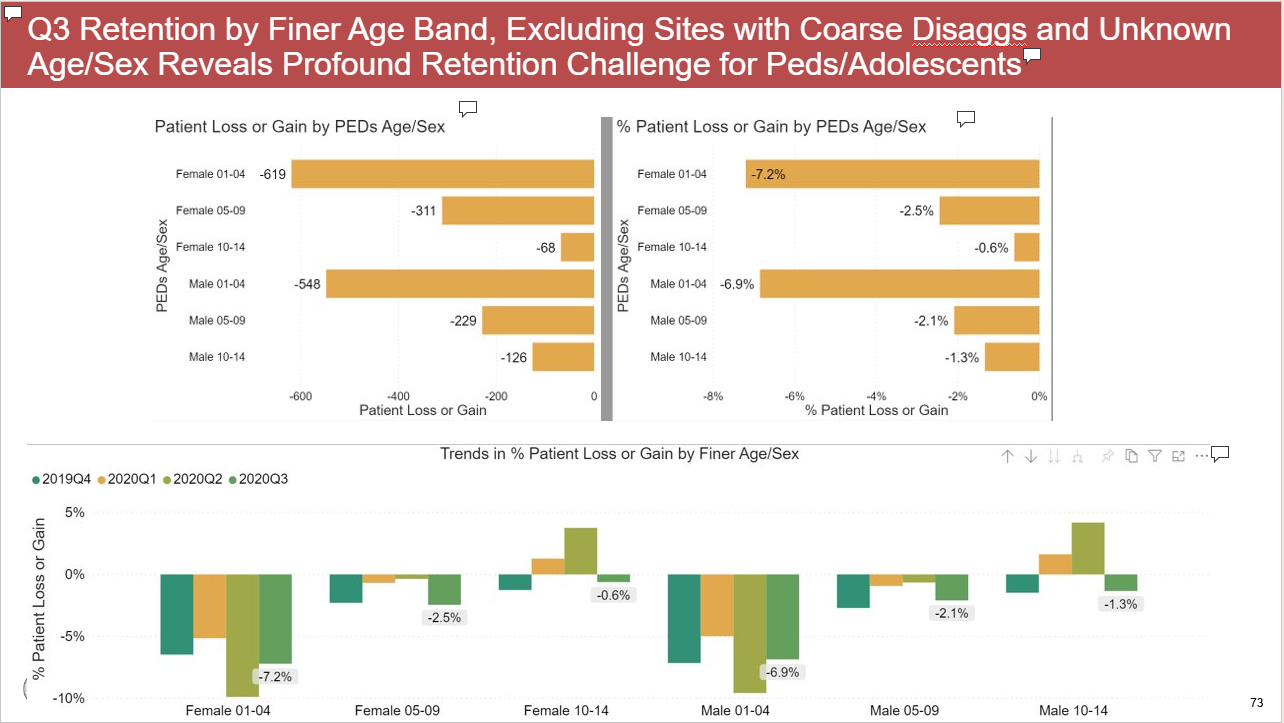 Q3 Retention by Finer Age Band, Excluding Sites with Coarse Disaggs and Unknown
Age/Sex Reveals Profound Retention Challenge for Peds/Adolescents
Patient Loss or Gain by PEDs Age/Sex
PEDs Age/Sex
Female 01-04 -619
Female 05-09 -311
Female 10-14 -68
Male 01-04 -548
Male 05-09 -229
Male 10-14 -126
-600 -400 -200 0
Patient Loss or Gain
% Patient Loss or Gain by PEDs Age/Sex
PEDs Age/Sex
Female 01-04 -7.2%
Female 05-09 -2.5%
Female 10-14 -0.6%
Male 01-04 -6.9%
Male 05-09 -2.1%
Male 10-14 -1.3%
-8% -6% -4% -2% 0%
% Patient Loss or Gain
Trends in % Patient Loss or Gain by Finer Age/Sex
2019Q4 2020Q1 2020Q2 2020Q3
% Patient Loss or Gain
5%
0%
-5%
-10%
-7.2%
-2.5%
-0.6%
-6.9%
-2.1%
-1.3%
Female 01-04 Female 05-09 Female 10-14 Male 01-04 Male 05-09 Male 10-14
73